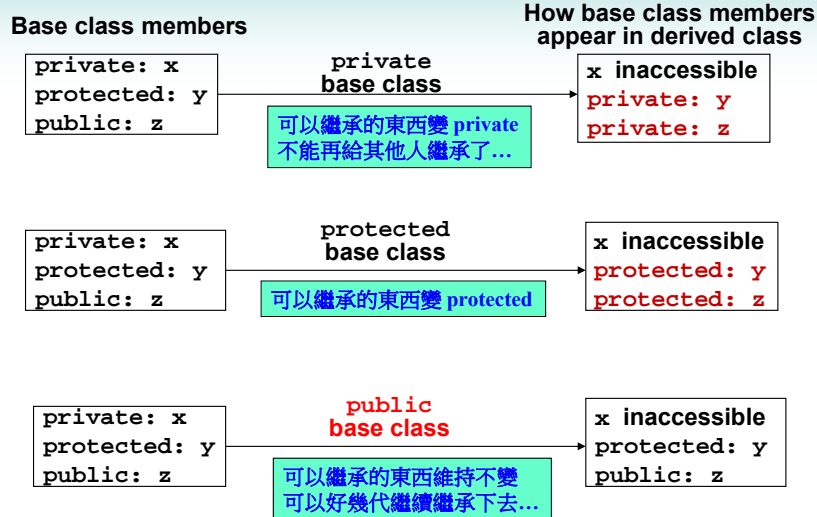 Base class members
How base class members
appear in derived class
private: x
protected: y
public: z
private
base class
可以繼承的東西變 private
不能再給其他人繼承了…
x inaccessible
private: y
private: z
private: x
protected: y
public: z
protected
base class
可以繼承的東西變 protected
x inaccessible
protected: y
protected: z
private: x
protected: y
public: z
public
base class
可以繼承的東西維持不變
可以好幾代繼續繼承下去…
x inaccessible
protected: y
public: z